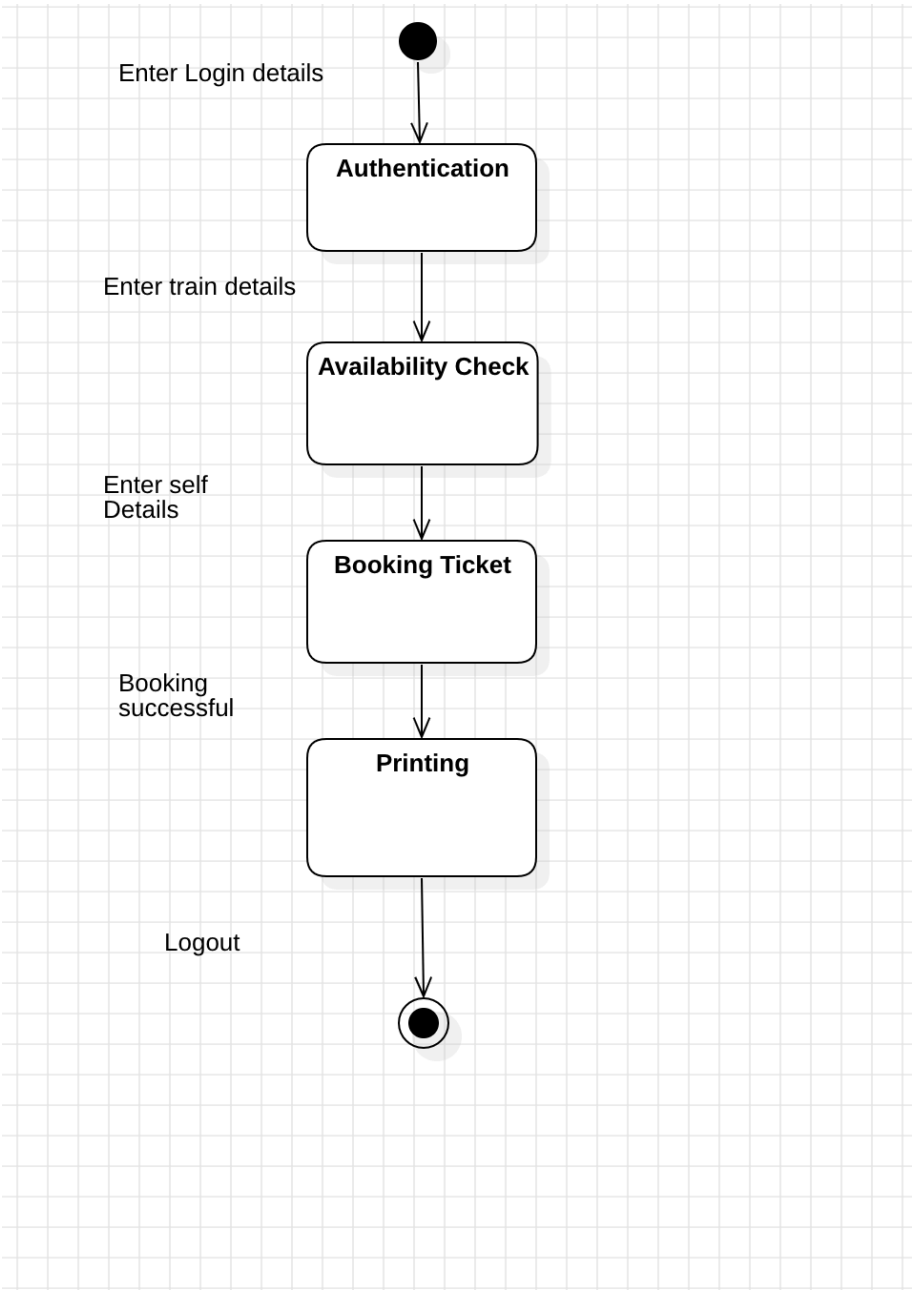 Enter Login details
Authentication
Enter train details
Availability Check
Enter self
Details
Booking Ticket
Booking
successful
Printing
Logout